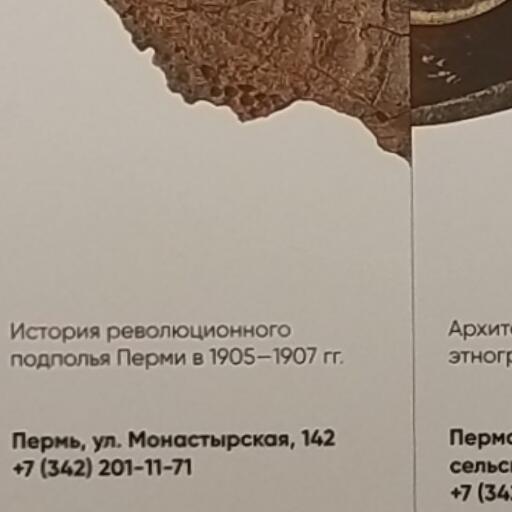 История революционного
подполья Перми в 1905—1907 гг.
Пермь, ул. Монастырская, 142
+7 (342) 201-11-71